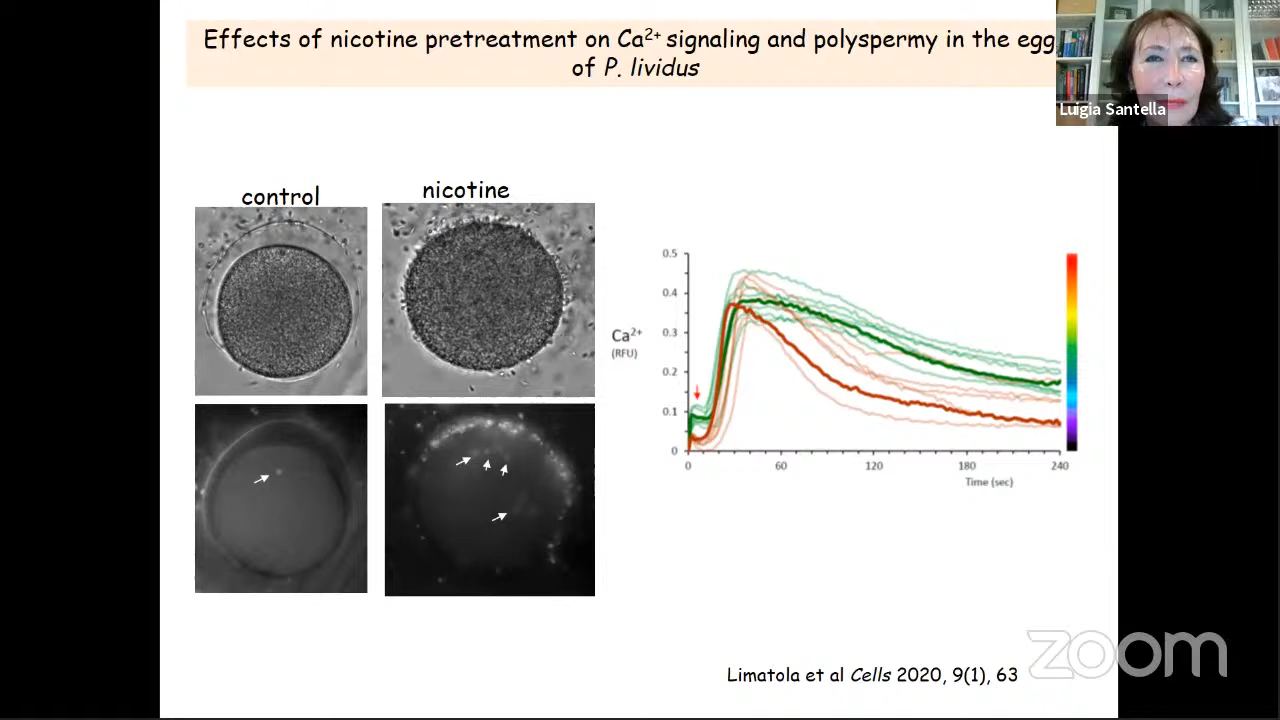 Effects of nicotine pretreatment on Ca2+ signaling and polyspermy in the egg
of P. lividus
Luigia Santella
control
nicotine
0.5
0.4
0.3
0.2
0.1
0
Ca2+
(RFU)
0
60
120
180
240
Time (sec)
zoom
Limatola et al Cells 2020, 9(1), 63